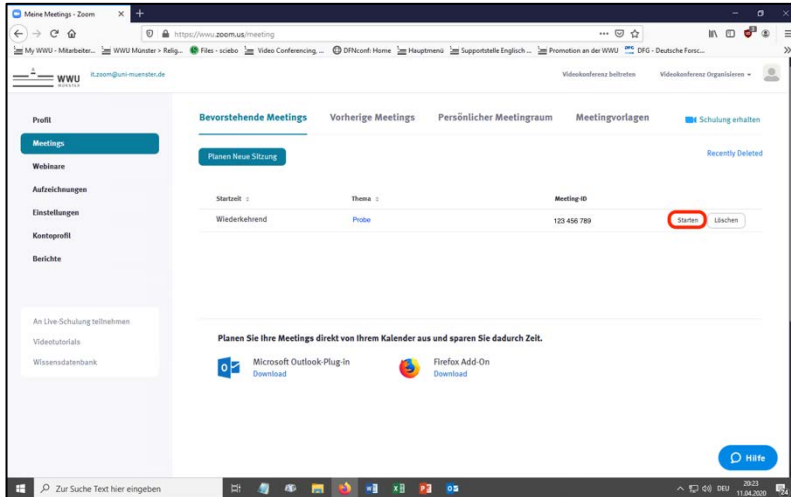 Meine Meetings - Zoom
https://www.zoom.us/meeting
My WWU - Mitarbeiter... WWU Münster > Relig... Files - sciebo Video Conferencing, ... DFNconf: Home Hauptmenü Supportstelle Englisch ... Promotion an der WWU DFG - Deutsche Forsc...
WWU
MÜNSTER
it.zoom@uni-muenster.de
Videokonferenz beitreten
Videokonferenz Organisieren
Profil
Meetings
Webinare
Aufzeichnungen
Einstellungen
Kontoprofil
Berichte
An Live-Schulung teilnehmen
Videotutorials
Wissensdatenbank
Bevorstehende Meetings Vorherige Meetings Persönlicher Meetingraum Meetingvorlagen Schulung erhalten
Planen Neue Sitzung Recently Deleted
Startzeit Thema Meeting-ID
Wiederkehrend Probe 123 456 789 Starten Löschen
Planen Sie Ihre Meetings direkt von Ihrem Kalender aus und sparen Sie dadurch Zeit.
Microsoft Outlook-Plug-in
Download
Firefox Add-On
Download
Hilfe
Zur Suche Text hier eingeben
DEU
20:23
11.04.2020
24